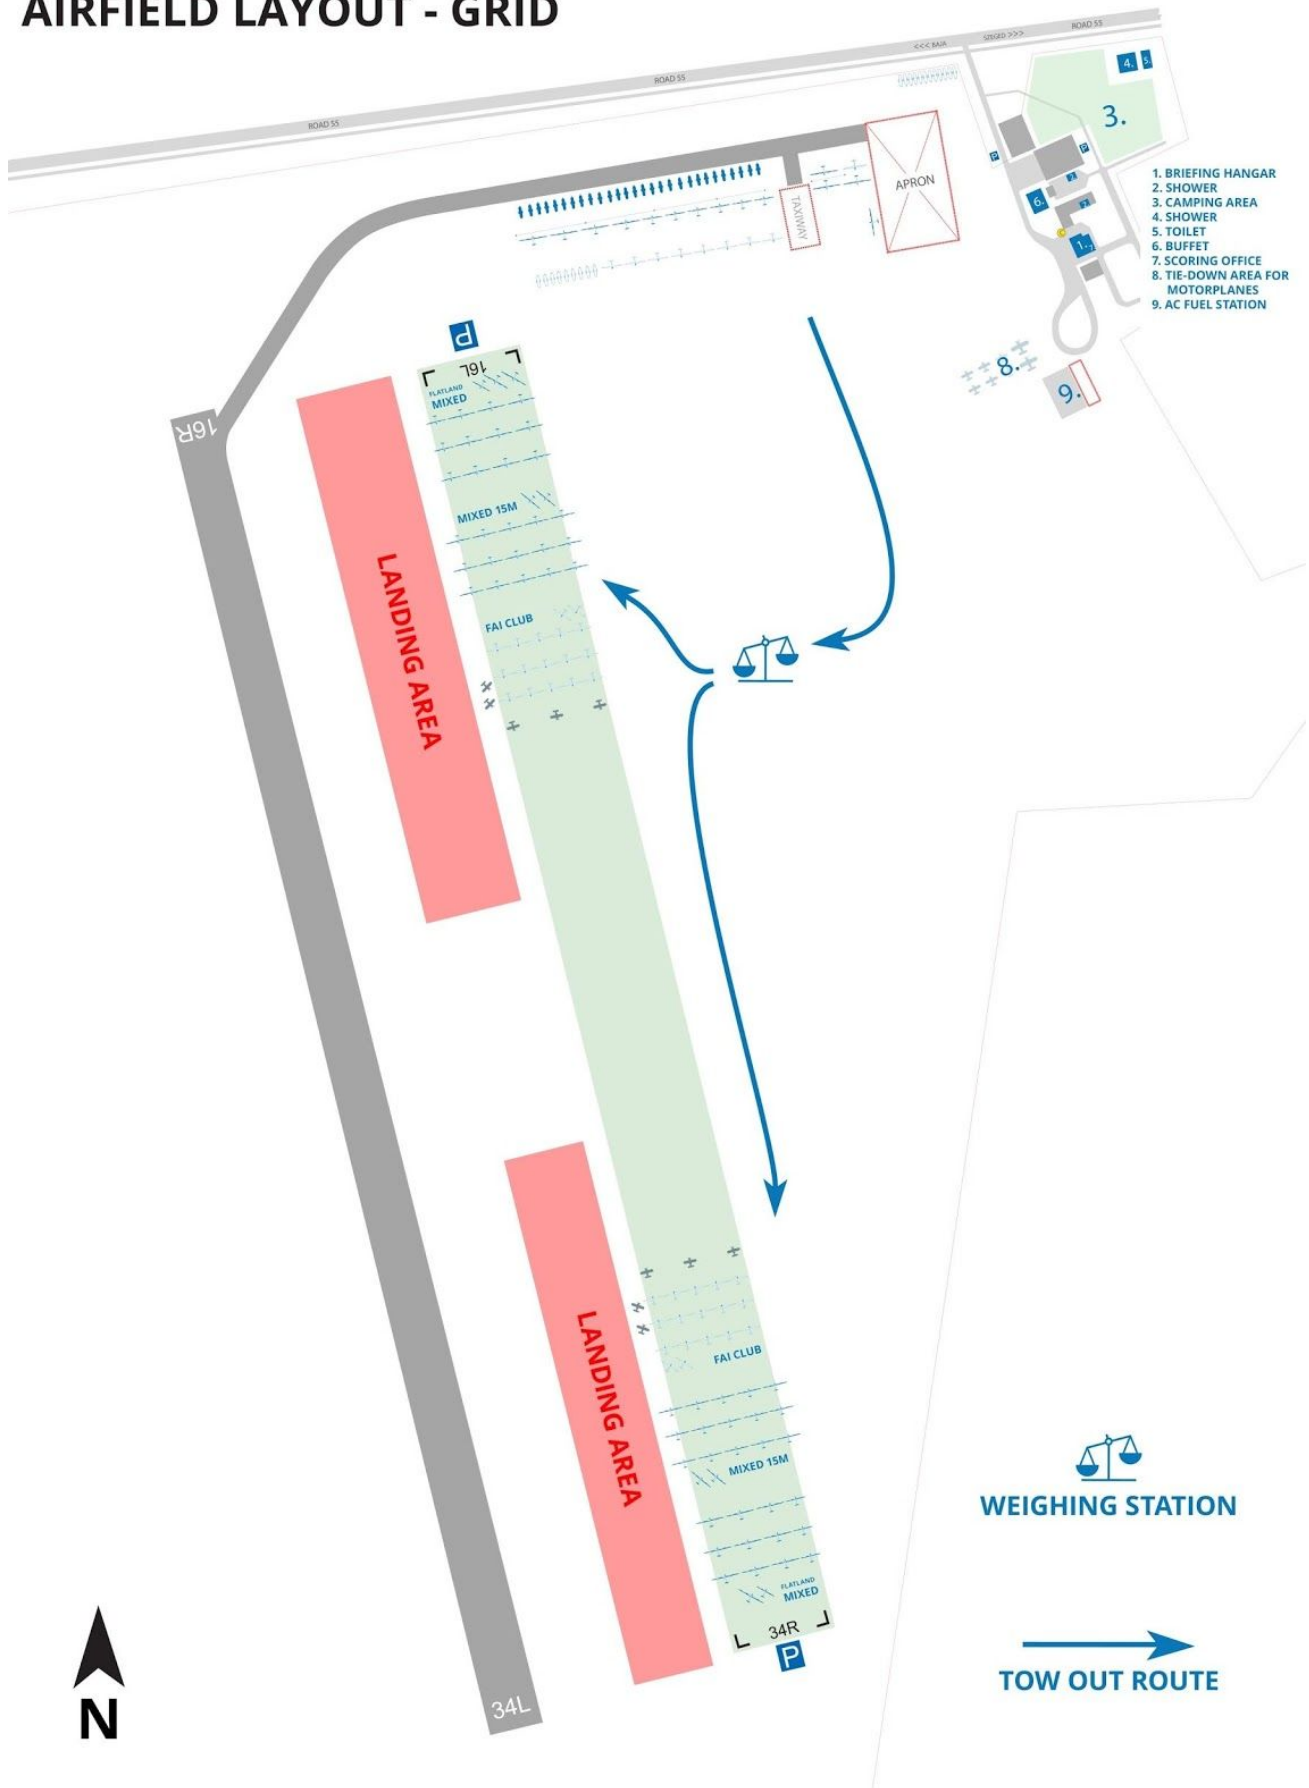 AIRFIELD LAYOUT - GRID
ROAD 55
<<< BAJA
SZEGED >>>
ROAD 55
ROAD 55
4.
5.
3.
P
P
2
6.
2
1.
1. BRIEFING HANGAR
2. SHOWER
3. CAMPING AREA
4. SHOWER
5. TOILET
6. BUFFET
7. SCORING OFFICE
8. TIE-DOWN AREA FOR
MOTORPLANES
9. AC FUEL STATION
APRON
TAXIWAY
8.
9.
P
16L
FLATLAND
MIXED
16R
MIXED 15M
LANDING AREA
FAI CLUB
LANDING AREA
FAI CLUB
MIXED 15M
FLATLAND
MIXED
34R
P
34L
WEIGHING STATION
TOW OUT ROUTE
N